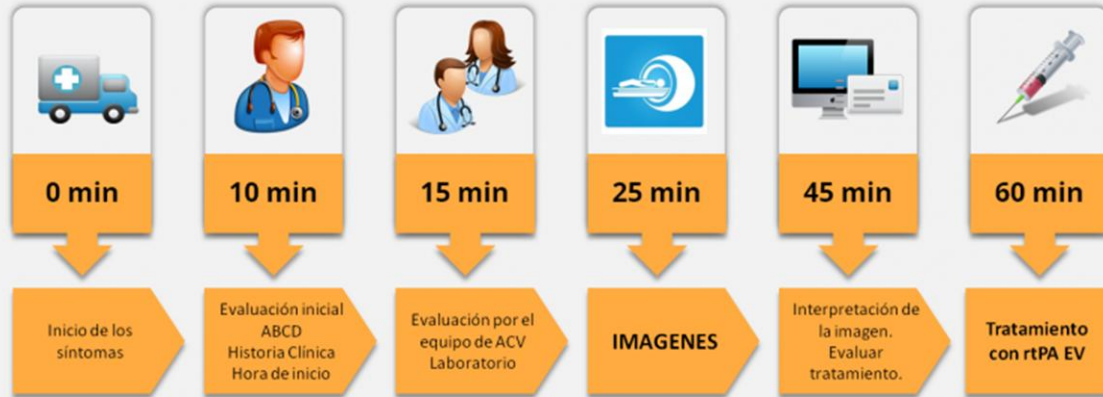 0 min
10 min
15 min
25 min
45 min
60 min
Inicio de los
síntomas
Evaluación inicial
ABCD
Historia Clínica
Hora de inicio
Evaluación por el
equipo de ACV
Laboratorio
IMAGENES
Interpretación de
la imagen.
Evaluar
tratamiento.
Tratamiento
con rtPA EV